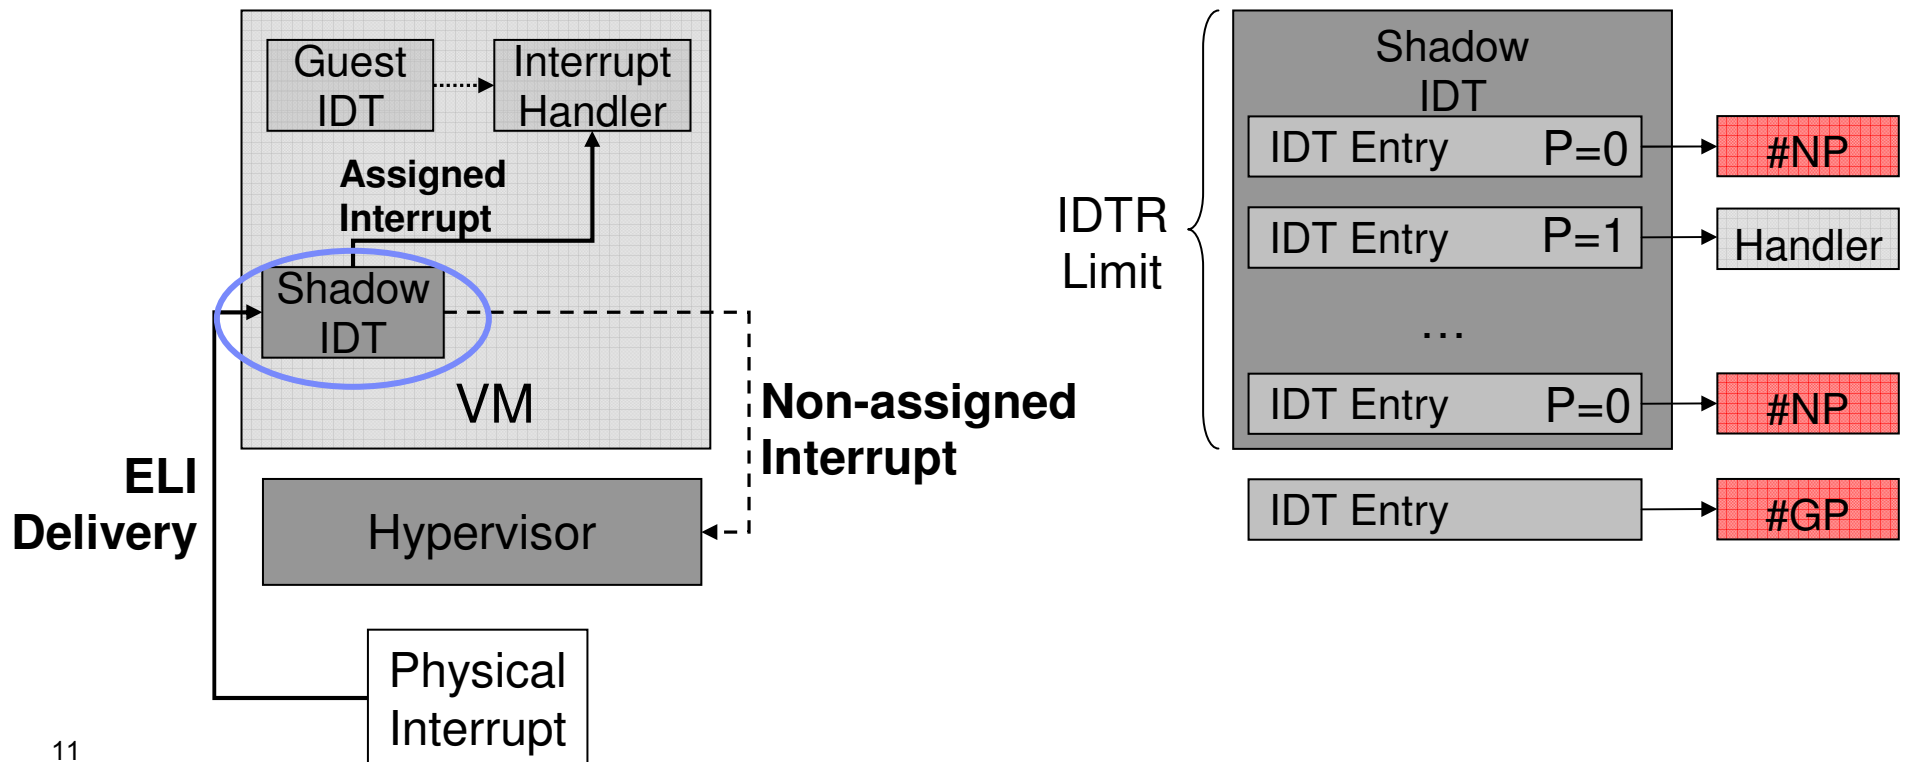 Guest
IDT
Interrupt
Handler
Assigned
Interrupt
Shadow
IDT
VM
Non-assigned
Interrupt
ELI
Delivery
Hypervisor
Physical
Interrupt
11
Shadow
IDT
IDTR
Limit
IDT Entry P=0
#NP
IDT Entry P=1
Handler
...
IDT Entry P=0
#NP
IDT Entry
#GP